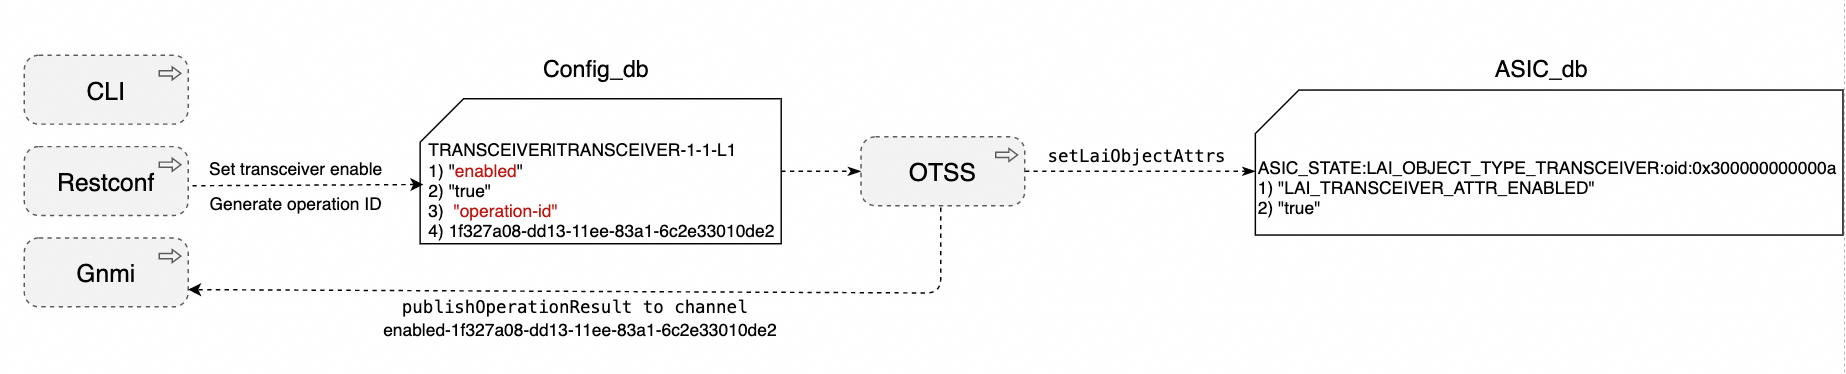 Config_db
ASIC_db
CLI
Restconf
Gnmi
Set transceiver enable
Generate operation ID
TRANSCEIVER|TRANSCEIVER-1-1-L1
1) "enabled"
2) "true"
3) "operation-id"
4) 1f327a08-dd13-11ee-83a1-6c2e33010de2
OTSS
setLaiObjectAttrs
ASIC_STATE:LAI_OBJECT_TYPE_TRANSCEIVER:oid:0x300000000000a
1) "LAI_TRANSCEIVER_ATTR_ENABLED"
2) "true"
publishOperationResult to channel
enabled-1f327a08-dd13-11ee-83a1-6c2e33010de2